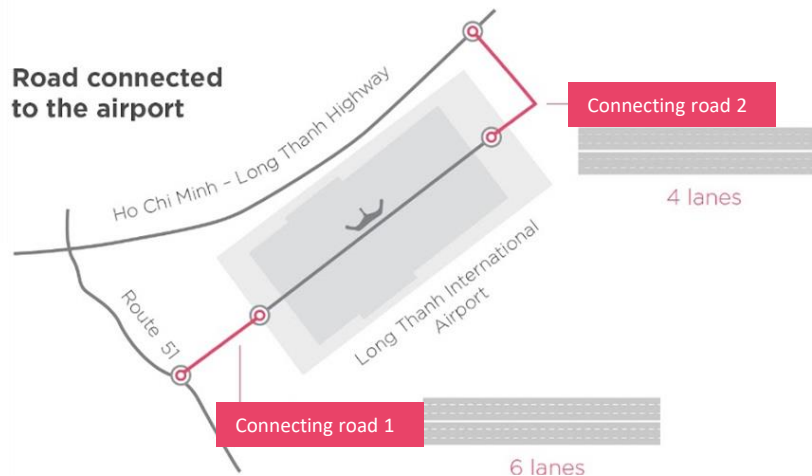 Road connected
to the airport
Ho Chi Minh – Long Thanh Highway
Connecting road 2
4 lanes
Long Thanh International
Airport
Route 51
Connecting road 1
6 lanes